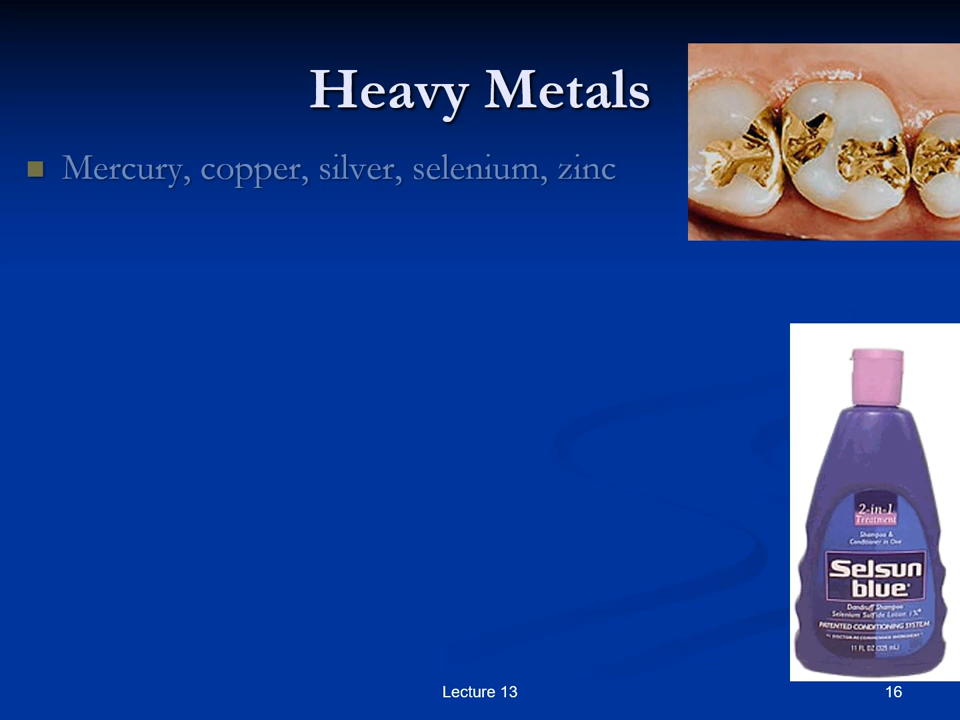 Heavy Metals
Mercury, copper, silver, selenium, zinc
2-in-1
Treatment
Shampoo &
Conditioner in One
Selsun
blue
Dandruff Shampoo
Selenium Sulfide Lotion 1%
PATENTED CONDITIONING SYSTEM
11 FL OZ (325 mL)
Lecture 13
16